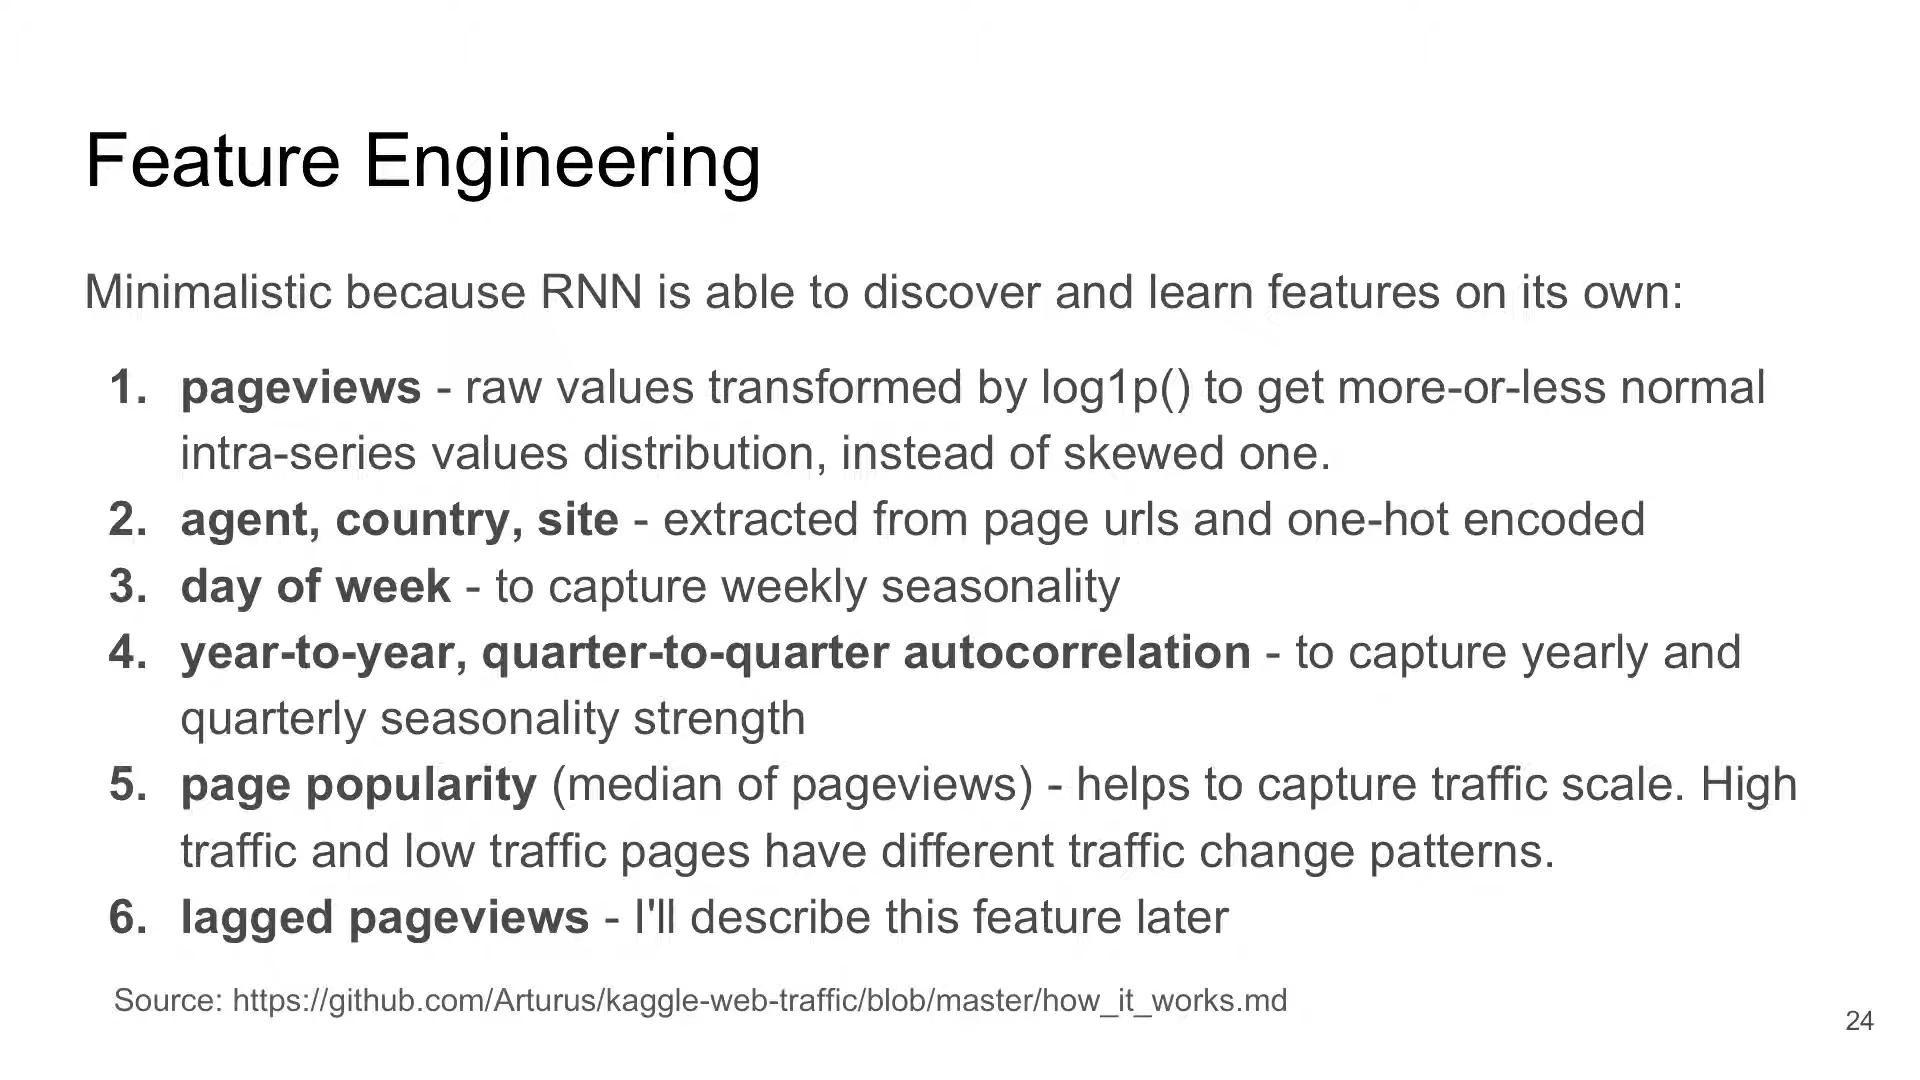 Feature Engineering
Minimalistic because RNN is able to discover and learn features on its own:
1. pageviews - raw values transformed by log1p() to get more-or-less normal
intra-series values distribution, instead of skewed one.
2. agent, country, site - extracted from page urls and one-hot encoded
3. day of week - to capture weekly seasonality
4. year-to-year, quarter-to-quarter autocorrelation - to capture yearly and
quarterly seasonality strength
5. page popularity (median of pageviews) - helps to capture traffic scale. High
traffic and low traffic pages have different traffic change patterns.
6. lagged pageviews - I'll describe this feature later
Source: https://github.com/Arturus/kaggle-web-traffic/blob/master/how_it_works.md
24